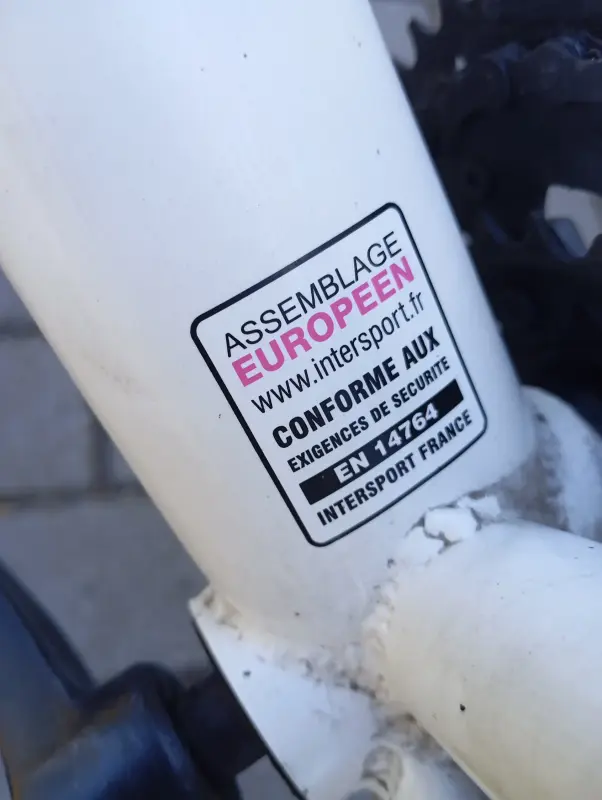 ASSEMBLAGE
EUROPEEN
www.intersport.fr
CONFORME AUX
EXIGENCES DE SECURITE
EN 14764
INTERSPORT FRANCE